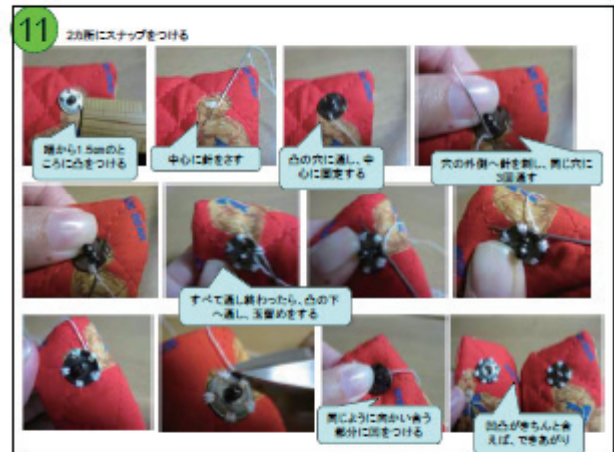 11
2カ所にスナップをつける
端から1.5cmのと
ころに凸をつける
中心に針をさす
凸の穴に通し、中
心に固定する
穴の外側へ針を刺し、同じ穴に
3回通す
すべて通し終わったら、凸の下
へ通し、玉留めをする
同じように向かい合う
部分に凹をつける
凹凸がきちんと合
えば、できあがり